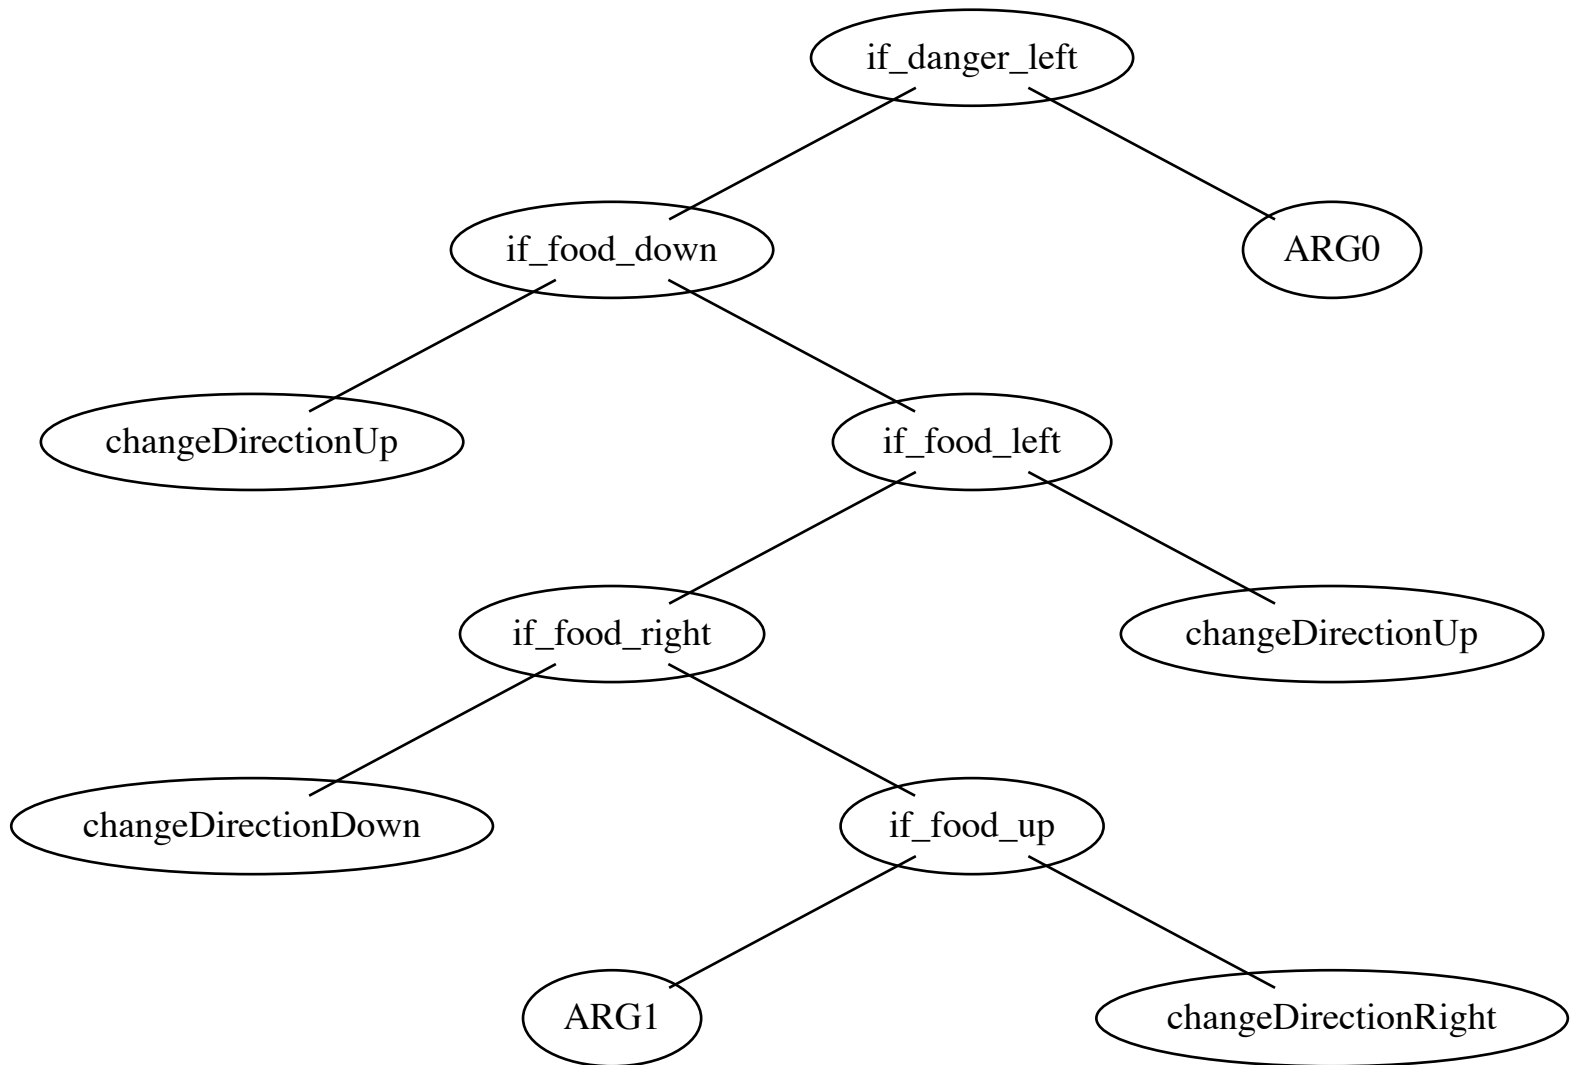 if_danger_left
if_food_down
ARG0
changeDirectionUp
if_food_left
if_food_right
changeDirectionUp
changeDirectionDown
if_food_up
ARG1
changeDirectionRight